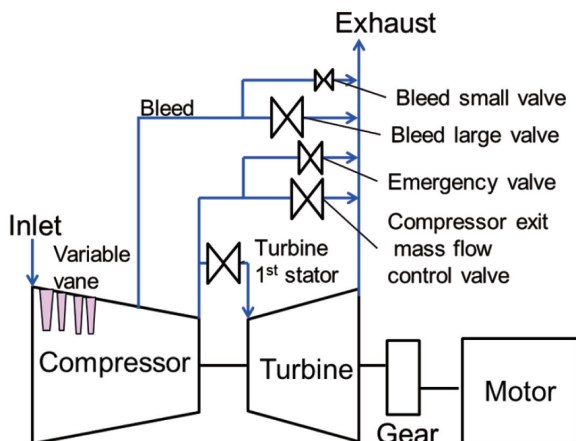 Exhaust
Bleed small valve
Bleed
Bleed large valve
Emergency valve
Compressor exit
mass flow
control valve
Inlet
Variable
vane
Turbine
1st stator
Compressor
Turbine
Motor
Gear